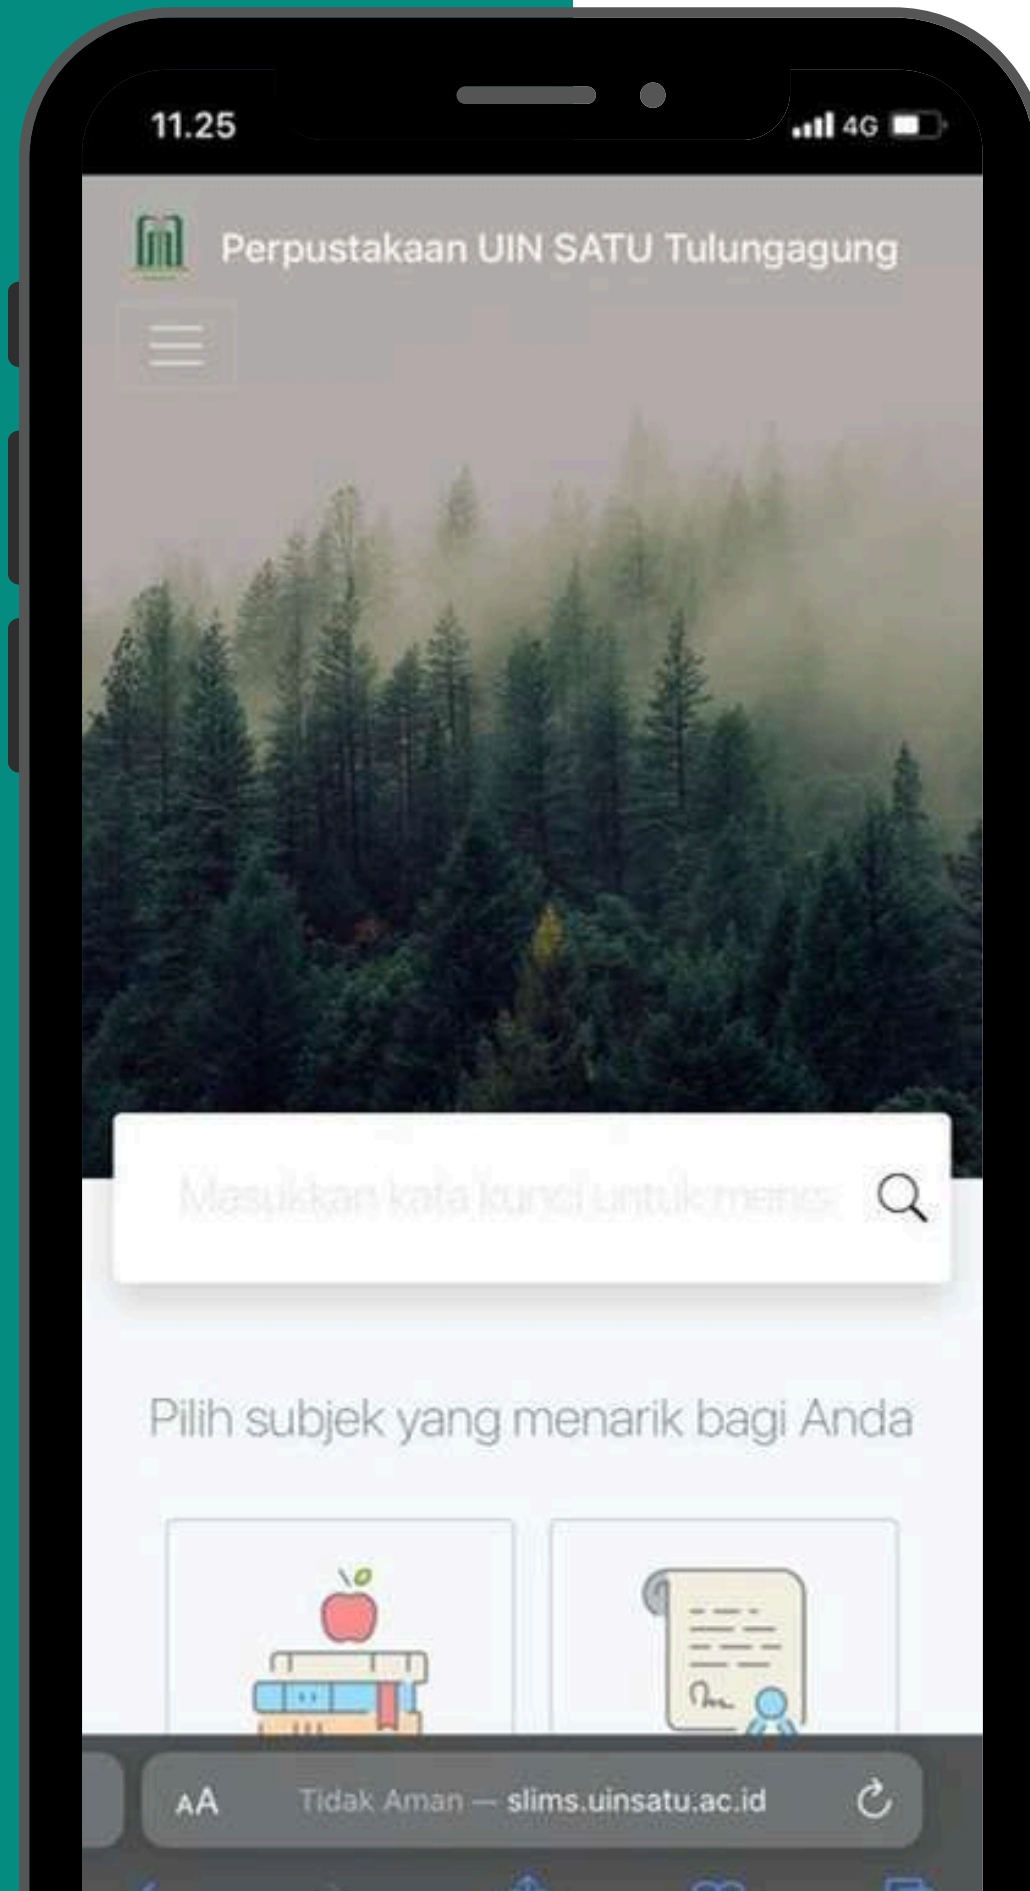 11.25
4G
Perpustakaan UIN SATU Tulungagung
Masukkan kata kunci untuk
Pilih subjek yang menarik bagi Anda
AA Tidak Aman — slims.uinsatu.ac.id